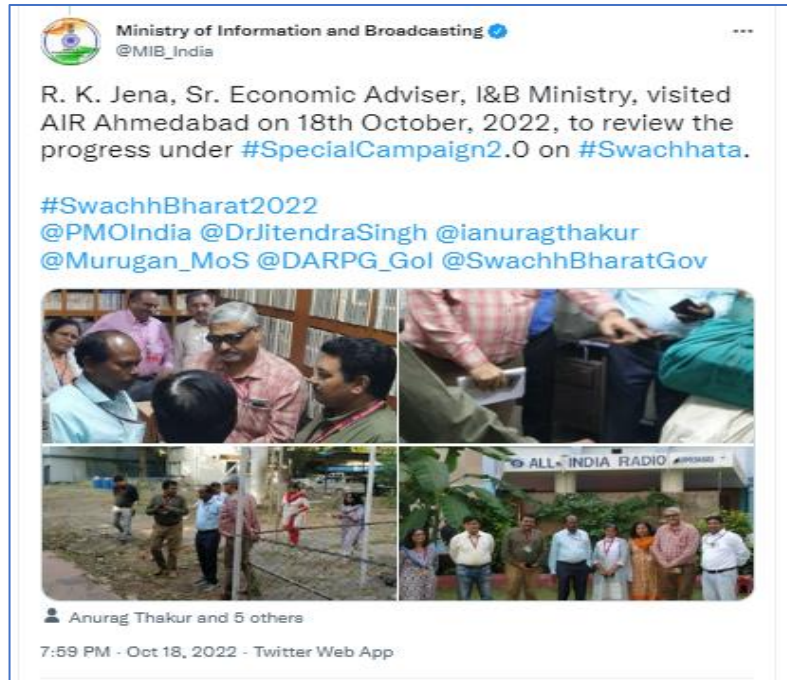 Ministry of Information and Broadcasting
@MIB_India
R. K. Jena, Sr. Economic Adviser, I&B Ministry, visited
AIR Ahmedabad on 18th October, 2022, to review the
progress under #SpecialCampaign2.0 on #Swachhata.
#SwachhBharat2022
@PMOIndia @DrJitendraSingh @ianuragthakur
@Murugan_MoS @DARPG_GoI @SwachhBharatGov
ALL INDIA RADIO
Anurag Thakur and 5 others
7:59 PM · Oct 18, 2022 · Twitter Web App